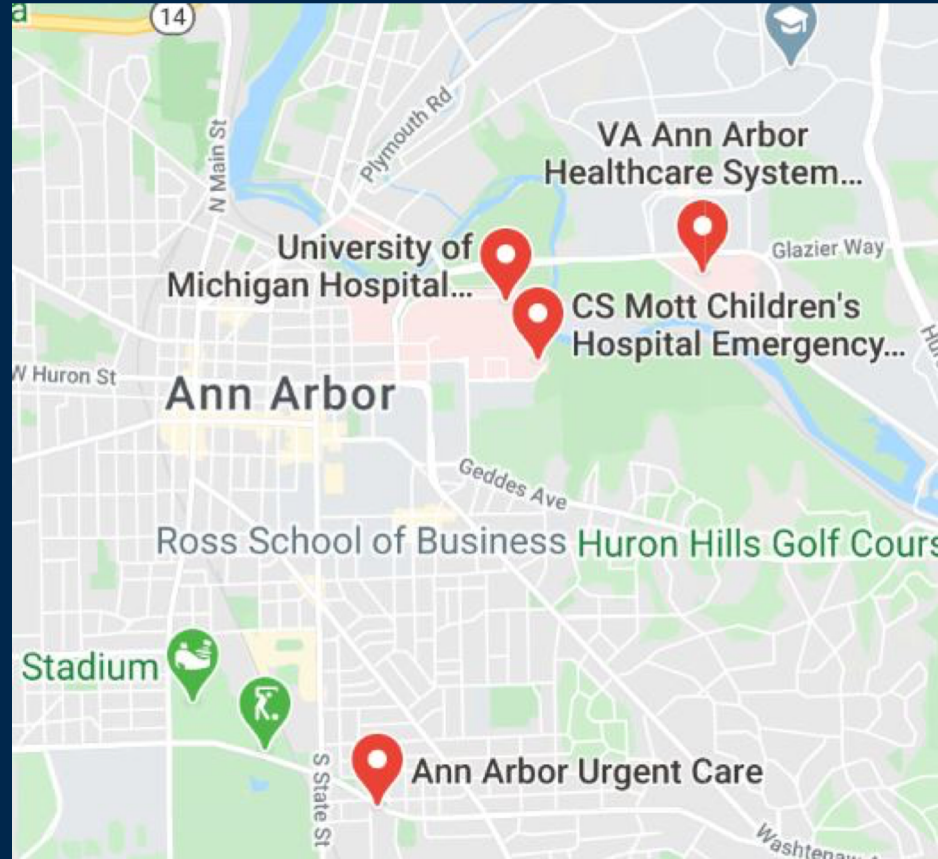 a
14
N Main St
Plymouth Rd
VA Ann Arbor
Healthcare System...
University of
Michigan Hospital...
Glazier Way
CS Mott Children's
Hospital Emergency...
Hur
W Huron St
Ann Arbor
Geddes Ave
Ross School of Business
Huron Hills Golf Cours
Stadium
S State St
Ann Arbor Urgent Care
Washtenaw A